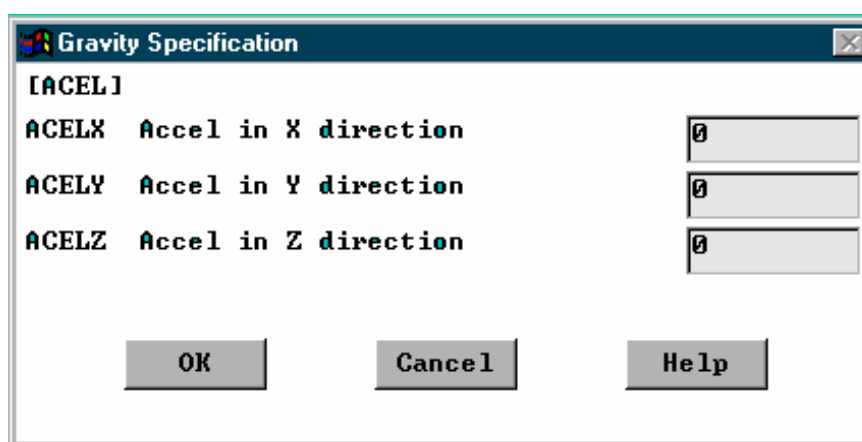 Gravity Specification
[ACEL]
ACELX Accel in X direction 0
ACELY Accel in Y direction 0
ACELZ Accel in Z direction 0
OK Cancel Help